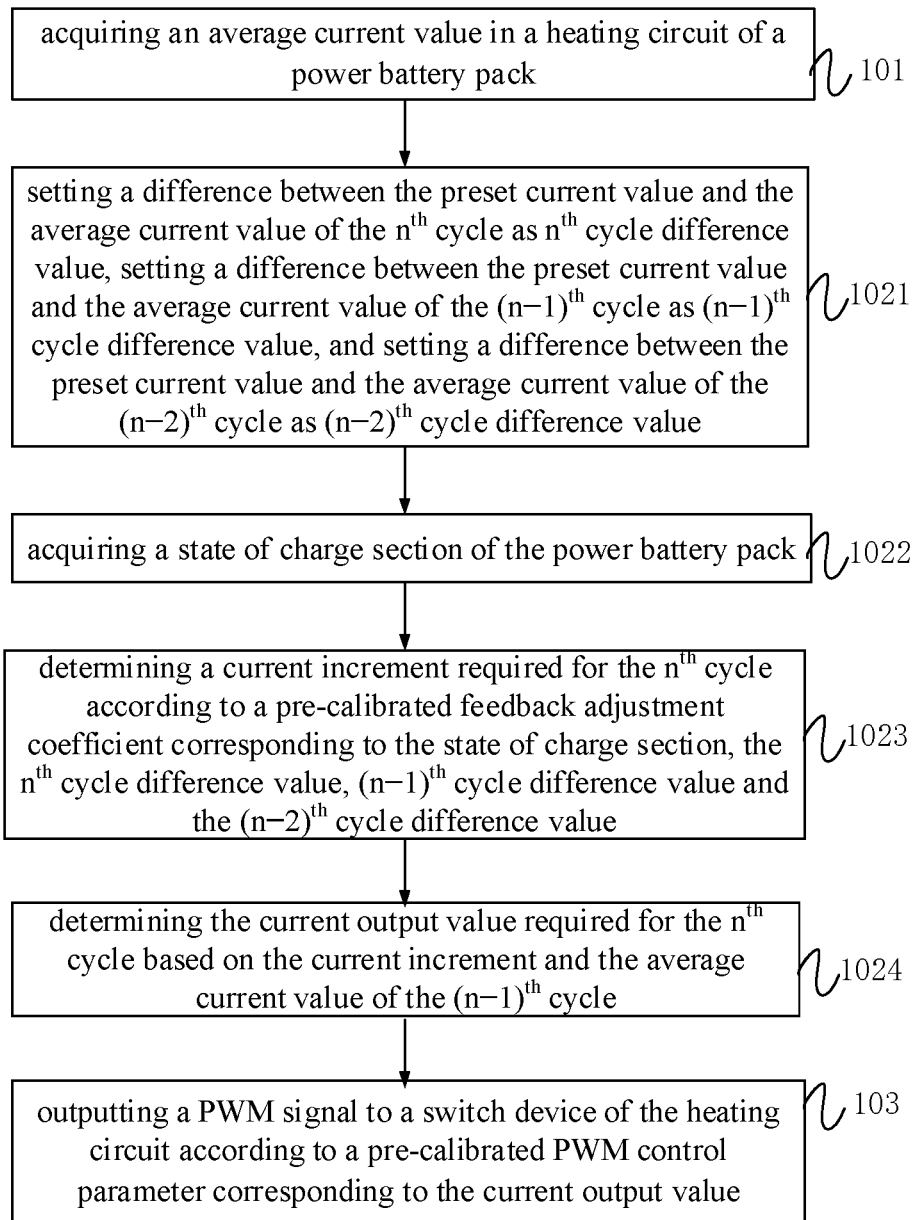 acquiring an average current value in a heating circuit of a
power battery pack
101
setting a difference between the preset current value and the
average current value of the nth cycle as nth cycle difference
value, setting a difference between the preset current value
and the average current value of the (n−1)th cycle as (n−1)th
cycle difference value, and setting a difference between the
preset current value and the average current value of the
(n−2)th cycle as (n−2)th cycle difference value
1021
acquiring a state of charge section of the power battery pack
1022
determining a current increment required for the nth cycle
according to a pre-calibrated feedback adjustment
coefficient corresponding to the state of charge section, the
nth cycle difference value, (n−1)th cycle difference value and
the (n−2)th cycle difference value
1023
determining the current output value required for the nth
cycle based on the current increment and the average
current value of the (n−1)th cycle
1024
outputting a PWM signal to a switch device of the heating
circuit according to a pre-calibrated PWM control
parameter corresponding to the current output value
103